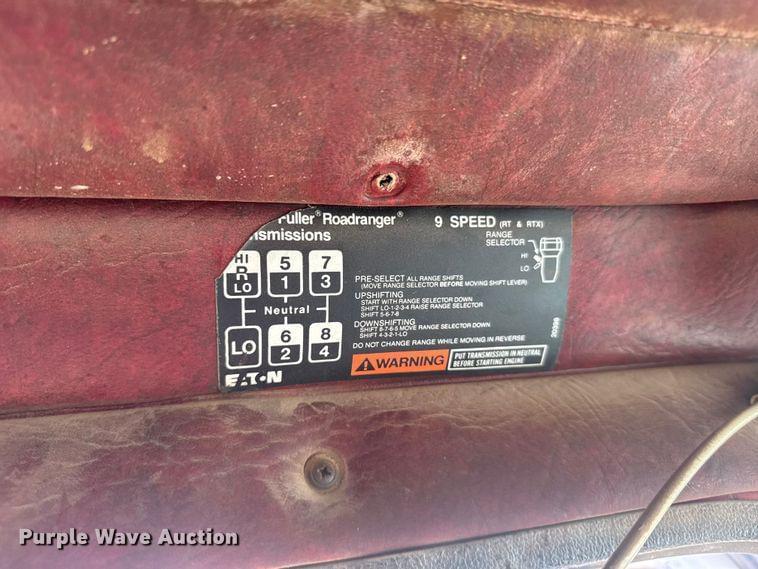 Fuller® Roadranger® 9 SPEED (RT & RTX)
RANGE
SELECTOR
HI
LO
HI
R
LO
5
1
7
3
Neutral
LO
6
2
8
4
PRE-SELECT ALL RANGE SHIFTS
(MOVE RANGE SELECTOR BEFORE MOVING SHIFT LEVER)
UPSHIFTING
START WITH RANGE SELECTOR DOWN
SHIFT LO-1-2-3-4 RAISE RANGE SELECTOR
SHIFT 5-6-7-8
DOWNSHIFTING
SHIFT 8-7-6-5 MOVE RANGE SELECTOR DOWN
SHIFT 4-3-2-1-LO
DO NOT CHANGE RANGE WHILE MOVING IN REVERSE
WARNING
PUT TRANSMISSION IN NEUTRAL
BEFORE STARTING ENGINE
EATON
Purple Wave Auction